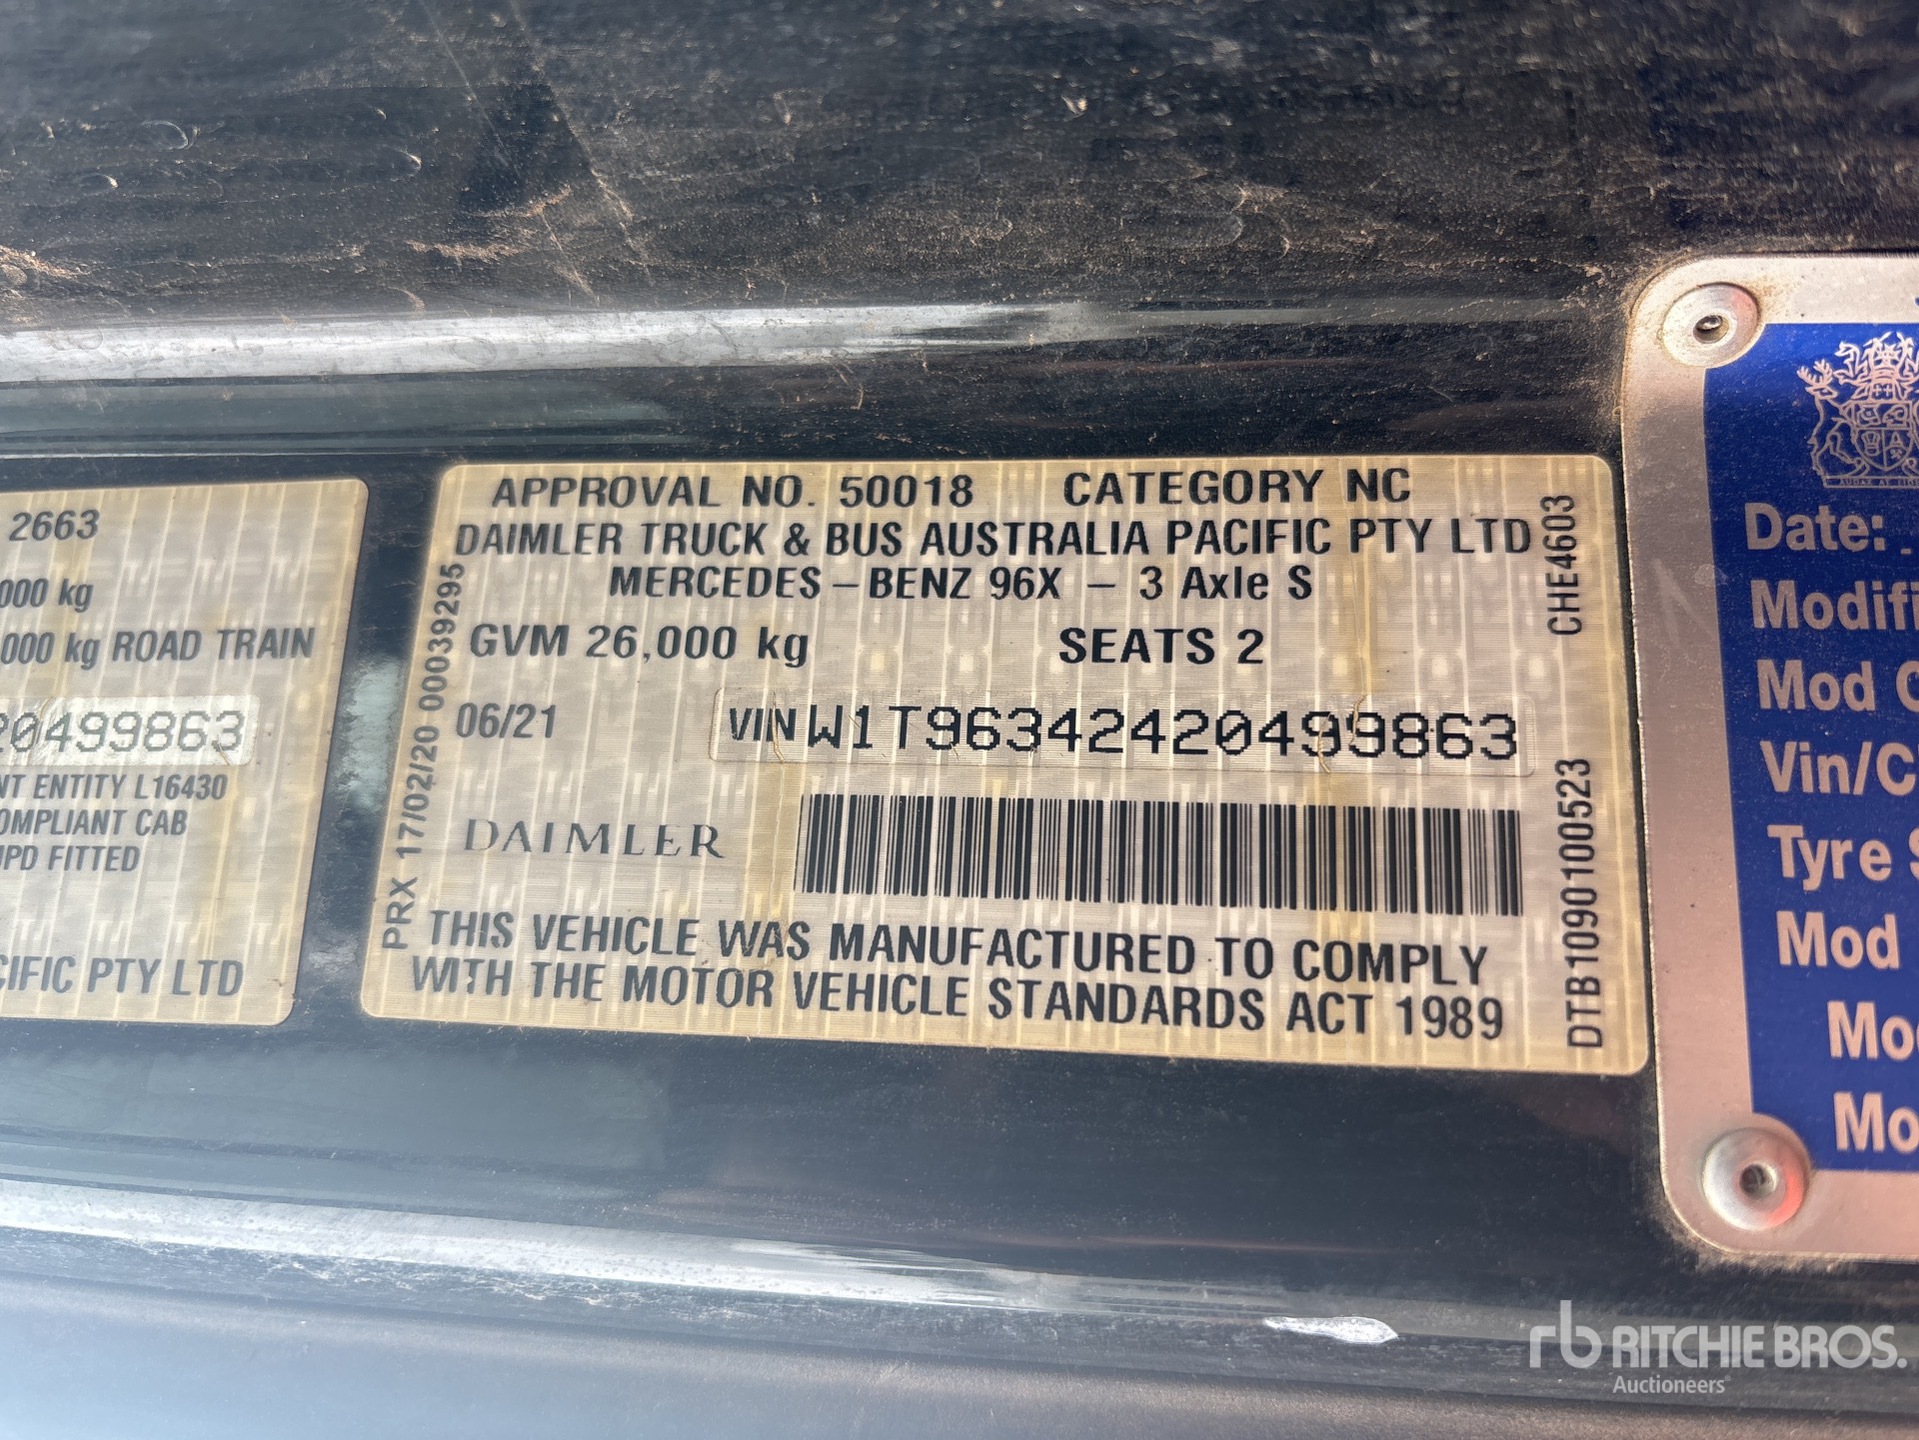 2663
000 kg
000 kg ROAD TRAIN
20499863
NT ENTITY L16430
OMPLIANT CAB
UPD FITTED
CIFIC PTY LTD
APPROVAL NO. 50018 CATEGORY NC
DAIMLER TRUCK & BUS AUSTRALIA PACIFIC PTY LTD
MERCEDES – BENZ 96X – 3 Axle S
GVM 26,000 kg SEATS 2
06/21 VIN W1T96342420499863
DAIMLER
THIS VEHICLE WAS MANUFACTURED TO COMPLY
WITH THE MOTOR VEHICLE STANDARDS ACT 1989
PRX 17/02/20 00039295
CHE4603
DTB1090100523
Date:
Modifi
Mod C
Vin/C
Tyre S
Mod
Mo
Mo
rb RITCHIE BROS.
Auctioneers